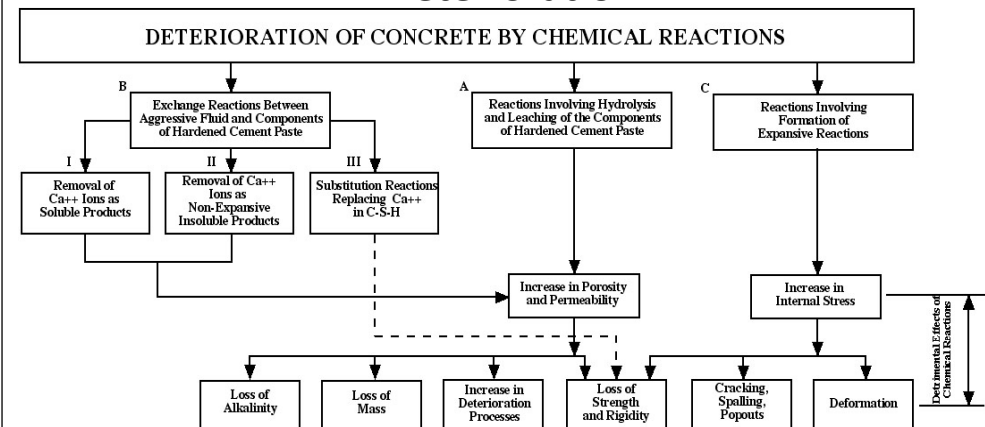 DETERIORATION OF CONCRETE BY CHEMICAL REACTIONS
B
Exchange Reactions Between
Aggressive Fluid and Components
of Hardened Cement Paste
A
Reactions Involving Hydrolysis
and Leaching of the Components
of Hardened Cement Paste
C
Reactions Involving
Formation of
Expansive Reactions
I
Removal of
Ca++ Ions as
Soluble Products
II
Removal of Ca++
Ions as
Non-Expansive
Insoluble Products
III
Substitution Reactions
Replacing Ca++
in C-S-H
Increase in Porosity
and Permeability
Increase in
Internal Stress
Detrimental Effects of
Chemical Reactions
Loss of
Alkalinity
Loss of
Mass
Increase in
Deterioration
Processes
Loss of
Strength
and Rigidity
Cracking,
Spalling,
Popouts
Deformation